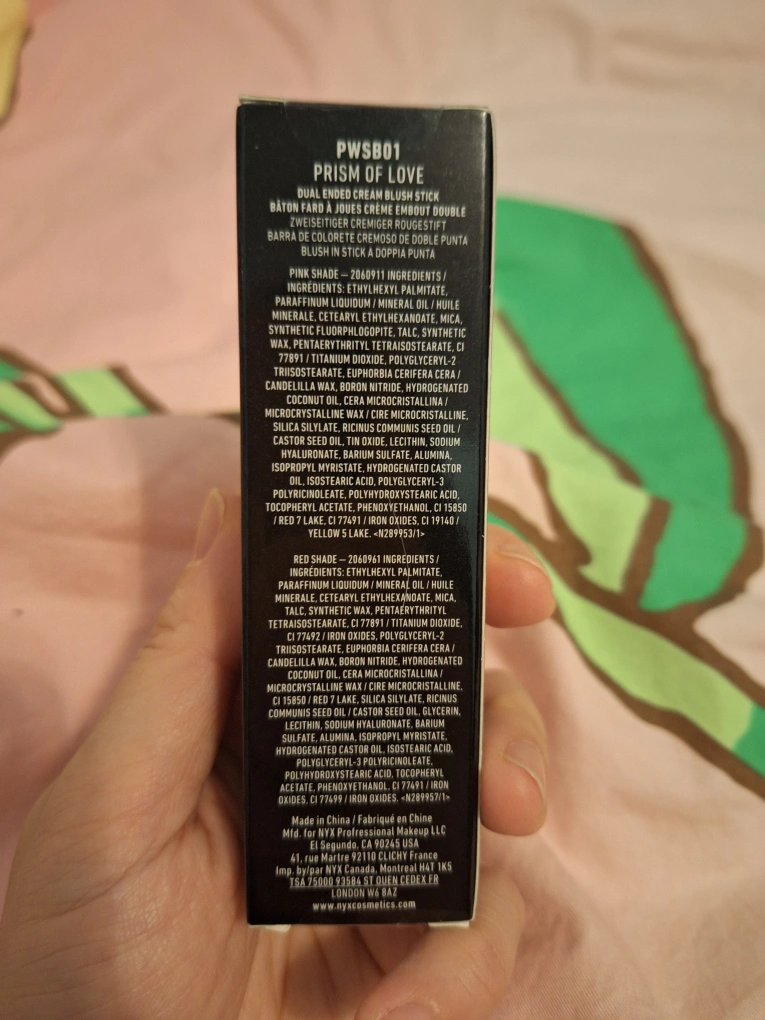 PWSB01
PRISM OF LOVE
DUAL ENDED CREAM BLUSH STICK
BÂTON FARD À JOUES CRÈME EMBOUT DOUBLE
ZWEISEITIGER CREMIGER ROUGESTIFT
BARRA DE COLORETE CREMOSO DE DOBLE PUNTA
BLUSH IN STICK A DOPPIA PUNTA
PINK SHADE – 2060911 INGREDIENTS /
INGRÉDIENTS: ETHYLHEXYL PALMITATE,
PARAFFINUM LIQUIDUM / MINERAL OIL / HUILE
MINERALE, CETEARYL ETHYLHEXANOATE, MICA,
SYNTHETIC FLUORPHLOGOPITE, TALC, SYNTHETIC
WAX, PENTAERYTHRITYL TETRAISOSTEARATE, CI
77891 / TITANIUM DIOXIDE, POLYGLYCERYL-2
TRIISOSTEARATE, EUPHORBIA CERIFERA CERA /
CANDELILLA WAX, BORON NITRIDE, HYDROGENATED
COCONUT OIL, CERA MICROCRISTALLINA /
MICROCRYSTALLINE WAX / CIRE MICROCRISTALLINE,
SILICA SILYLATE, RICINUS COMMUNIS SEED OIL /
CASTOR SEED OIL, TIN OXIDE, LECITHIN, SODIUM
HYALURONATE, BARIUM SULFATE, ALUMINA,
ISOPROPYL MYRISTATE, HYDROGENATED CASTOR
OIL, ISOSTEARIC ACID, POLYGLYCERYL-3
POLYRICINOLEATE, POLYHYDROXYSTEARIC ACID,
TOCOPHERYL ACETATE, PHENOXYETHANOL, CI 15850
/ RED 7 LAKE, CI 77491 / IRON OXIDES, CI 19140 /
YELLOW 5 LAKE. <N289953/1>
RED SHADE – 2060961 INGREDIENTS /
INGRÉDIENTS: ETHYLHEXYL PALMITATE,
PARAFFINUM LIQUIDUM / MINERAL OIL / HUILE
MINERALE, CETEARYL ETHYLHEXANOATE, MICA,
TALC, SYNTHETIC WAX, PENTAERYTHRITYL
TETRAISOSTEARATE, CI 77891 / TITANIUM DIOXIDE,
CI 77492 / IRON OXIDES, POLYGLYCERYL-2
TRIISOSTEARATE, EUPHORBIA CERIFERA CERA /
CANDELILLA WAX, BORON NITRIDE, HYDROGENATED
COCONUT OIL, CERA MICROCRISTALLINA /
MICROCRYSTALLINE WAX / CIRE MICROCRISTALLINE,
CI 15850 / RED 7 LAKE, SILICA SILYLATE, RICINUS
COMMUNIS SEED OIL / CASTOR SEED OIL, GLYCERIN,
LECITHIN, SODIUM HYALURONATE, BARIUM
SULFATE, ALUMINA, ISOPROPYL MYRISTATE,
HYDROGENATED CASTOR OIL, ISOSTEARIC ACID,
POLYGLYCERYL-3 POLYRICINOLEATE,
POLYHYDROXYSTEARIC ACID, TOCOPHERYL
ACETATE, PHENOXYETHANOL, CI 77491 / IRON
OXIDES, CI 77499 / IRON OXIDES. <N289957/1>
Made in China / Fabriqué en Chine
Mfd. for NYX Professional Makeup LLC
El Segundo, CA 90245 USA
41, rue Martre 92110 CLICHY France
Imp. by/par NYX Canada, Montreal H4T 1K5
TSA 75000 93584 ST OUEN CEDEX FR
LONDON W6 8AZ
www.nyxcosmetics.com